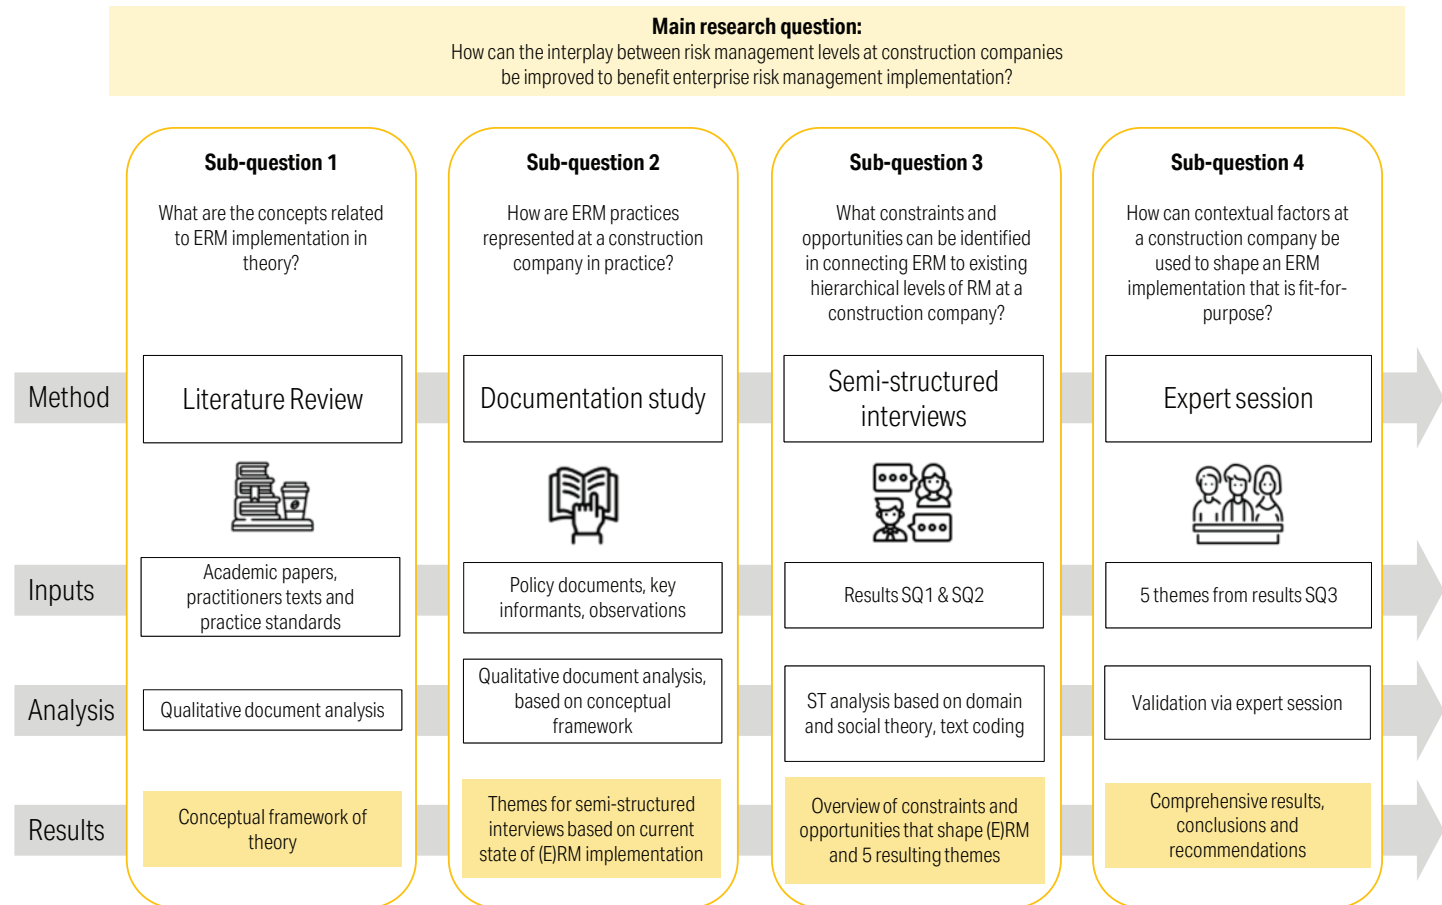 Main research question:
How can the interplay between risk management levels at construction companies
be improved to benefit enterprise risk management implementation?
Sub-question 1
What are the concepts related
to ERM implementation in
theory?
Sub-question 2
How are ERM practices
represented at a construction
company in practice?
Sub-question 3
What constraints and
opportunities can be identified
in connecting ERM to existing
hierarchical levels of RM at a
construction company?
Sub-question 4
How can contextual factors at
a construction company be
used to shape an ERM
implementation that is fit-for-
purpose?
Method
Literature Review
Documentation study
Semi-structured
interviews
Expert session
Inputs
Academic papers,
practitioners texts and
practice standards
Policy documents, key
informants, observations
Results SQ1 & SQ2
5 themes from results SQ3
Analysis
Qualitative document analysis
Qualitative document analysis,
based on conceptual
framework
ST analysis based on domain
and social theory, text coding
Validation via expert session
Results
Conceptual framework of
theory
Themes for semi-structured
interviews based on current
state of (E)RM implementation
Overview of constraints and
opportunities that shape (E)RM
and 5 resulting themes
Comprehensive results,
conclusions and
recommendations